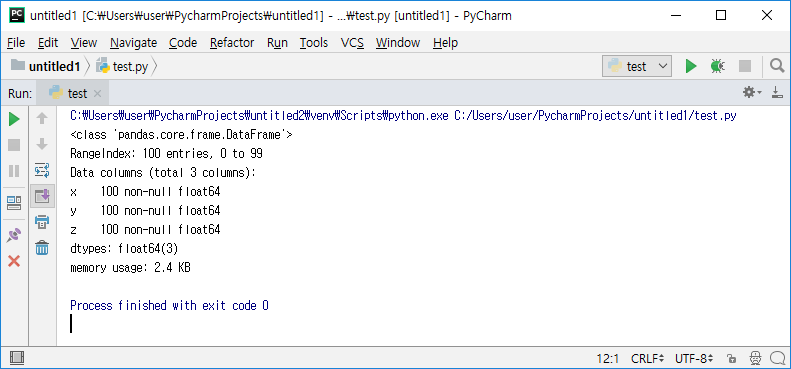 untitled1 [C:₩Users₩user₩PycharmProjects₩untitled1] - ...₩test.py [untitled1] - PyCharm
File Edit View Navigate Code Refactor Run Tools VCS Window Help
untitled1 test.py test
Run: test
C:₩Users₩user₩PycharmProjects₩untitled2₩venv₩Scripts₩python.exe C:/Users/user/PycharmProjects/untitled1/test.py
<class 'pandas.core.frame.DataFrame'>
RangeIndex: 100 entries, 0 to 99
Data columns (total 3 columns):
x    100 non-null float64
y    100 non-null float64
z    100 non-null float64
dtypes: float64(3)
memory usage: 2.4 KB
Process finished with exit code 0
12:1 CRLF UTF-8